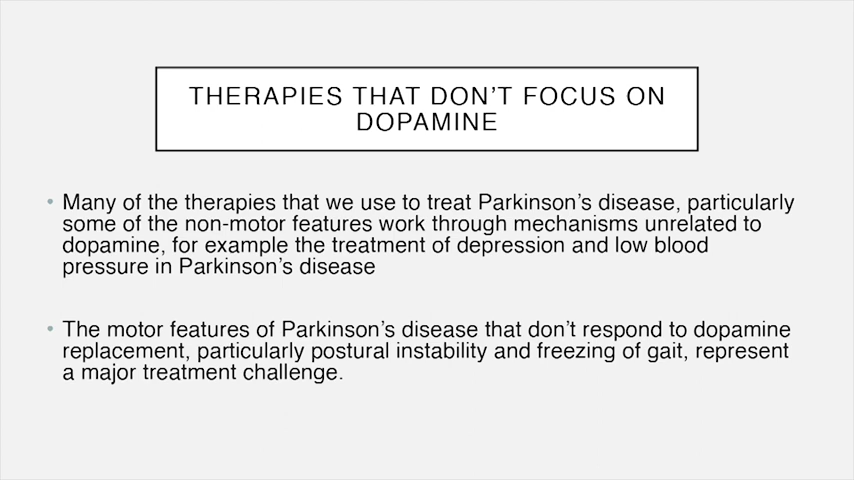 THERAPIES THAT DON’T FOCUS ON
DOPAMINE
• Many of the therapies that we use to treat Parkinson’s disease, particularly
some of the non-motor features work through mechanisms unrelated to
dopamine, for example the treatment of depression and low blood
pressure in Parkinson’s disease
• The motor features of Parkinson’s disease that don’t respond to dopamine
replacement, particularly postural instability and freezing of gait, represent
a major treatment challenge.